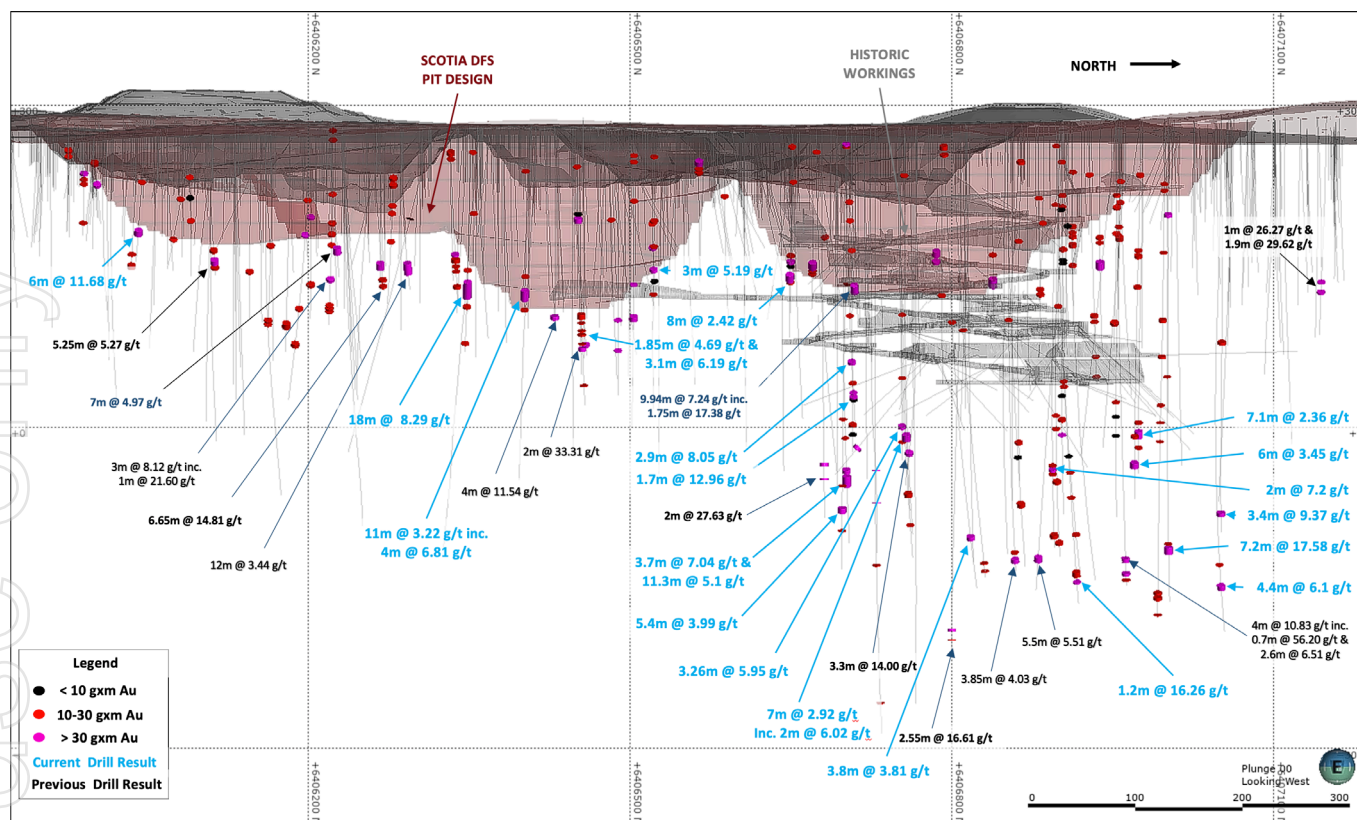 +6406200 N
+6406500 N
+6406800 N
+6407100 N
SCOTIA DFS
PIT DESIGN
HISTORIC
WORKINGS
NORTH
1m @ 26.27 g/t &
1.9m @ 29.62 g/t
6m @ 11.68 g/t
3m @ 5.19 g/t
8m @ 2.42 g/t
5.25m @ 5.27 g/t
1.85m @ 4.69 g/t &
3.1m @ 6.19 g/t
7m @ 4.97 g/t
9.94m @ 7.24 g/t inc.
1.75m @ 17.38 g/t
18m @ 8.29 g/t
7.1m @ 2.36 g/t
+0
2m @ 33.31 g/t
2.9m @ 8.05 g/t
6m @ 3.45 g/t
3m @ 8.12 g/t inc.
1m @ 21.60 g/t
1.7m @ 12.96 g/t
4m @ 11.54 g/t
2m @ 7.2 g/t
2m @ 27.63 g/t
3.4m @ 9.37 g/t
6.65m @ 14.81 g/t
11m @ 3.22 g/t inc.
4m @ 6.81 g/t
7.2m @ 17.58 g/t
12m @ 3.44 g/t
3.7m @ 7.04 g/t &
11.3m @ 5.1 g/t
4.4m @ 6.1 g/t
5.4m @ 3.99 g/t
4m @ 10.83 g/t inc.
0.7m @ 56.20 g/t &
2.6m @ 6.51 g/t
5.5m @ 5.51 g/t
3.26m @ 5.95 g/t
3.3m @ 14.00 g/t
3.85m @ 4.03 g/t
1.2m @ 16.26 g/t
7m @ 2.92 g/t
Inc. 2m @ 6.02 g/t
2.55m @ 16.61 g/t
3.8m @ 3.81 g/t
Legend
< 10 gxm Au
10-30 gxm Au
> 30 gxm Au
Current Drill Result
Previous Drill Result
Looking West
E
0 100 200 300